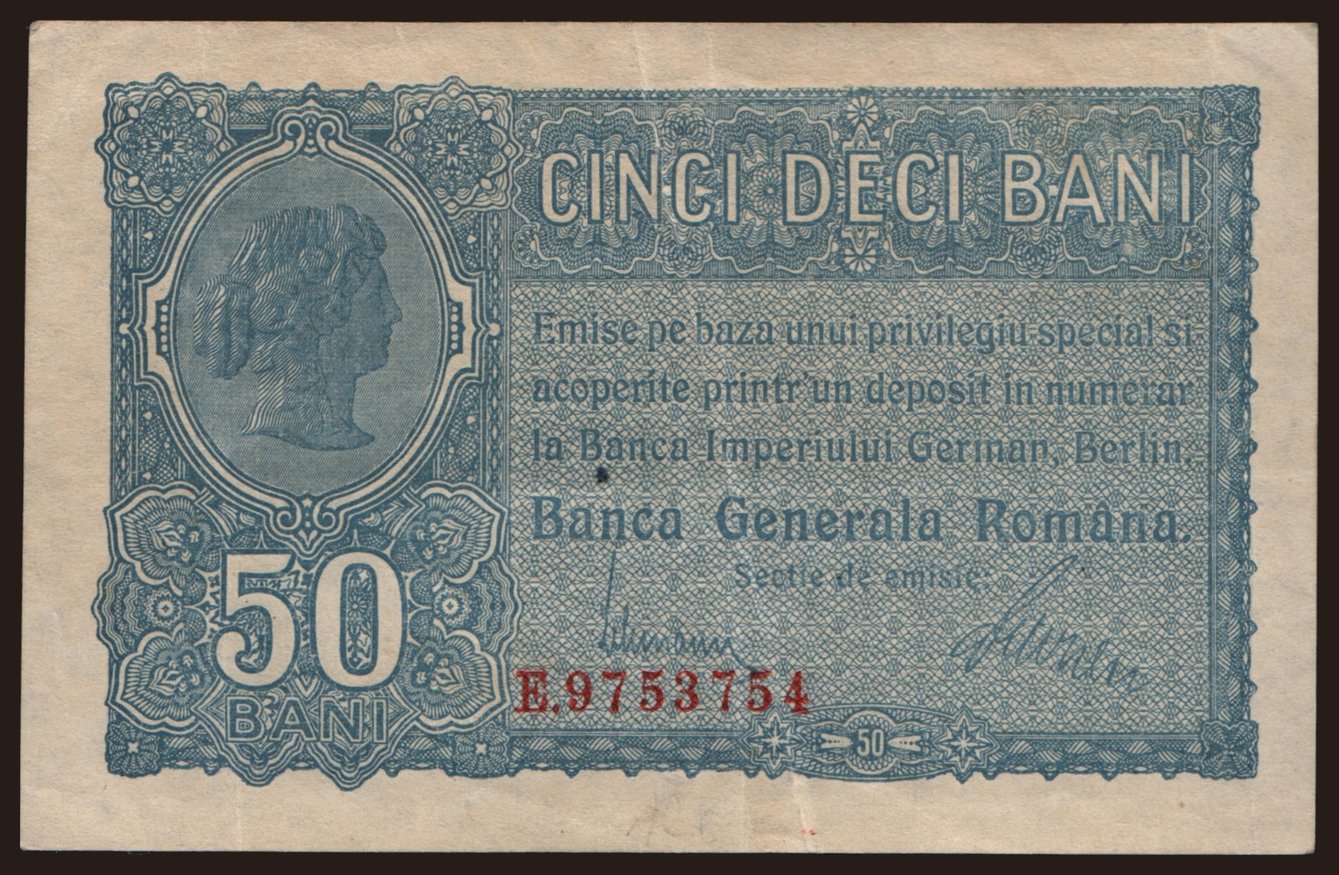 CINCI DECI BANI
Emise pe baza unui privilegiu special si
acoperite printr'un deposit in numerar
la Banca Imperiului German, Berlin.
Banca Generala Româna.
Sectie de emisie
50
BANI
E.9753754
50